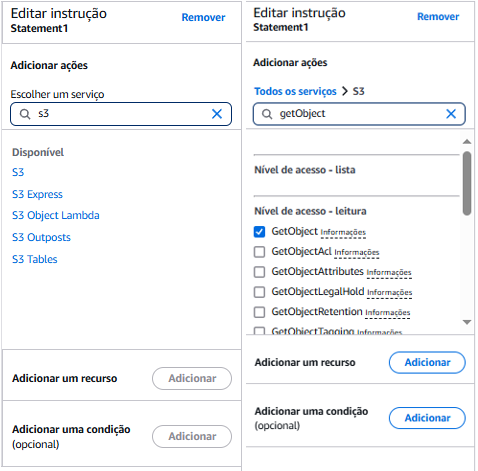 Editar instrução
Remover
Statement1
Adicionar ações
Escolher um serviço
s3
Disponível
S3
S3 Express
S3 Object Lambda
S3 Outposts
S3 Tables
Adicionar um recurso
Adicionar
Adicionar uma condição
(opcional)
Adicionar
Editar instrução
Remover
Statement1
Adicionar ações
Todos os serviços > S3
getObject
Nível de acesso - lista
Nível de acesso - leitura
GetObject Informações
GetObjectAcl Informações
GetObjectAttributes Informações
GetObjectLegalHold Informações
GetObjectRetention Informações
GetObjectTagging Informações
Adicionar um recurso
Adicionar
Adicionar uma condição
(opcional)
Adicionar